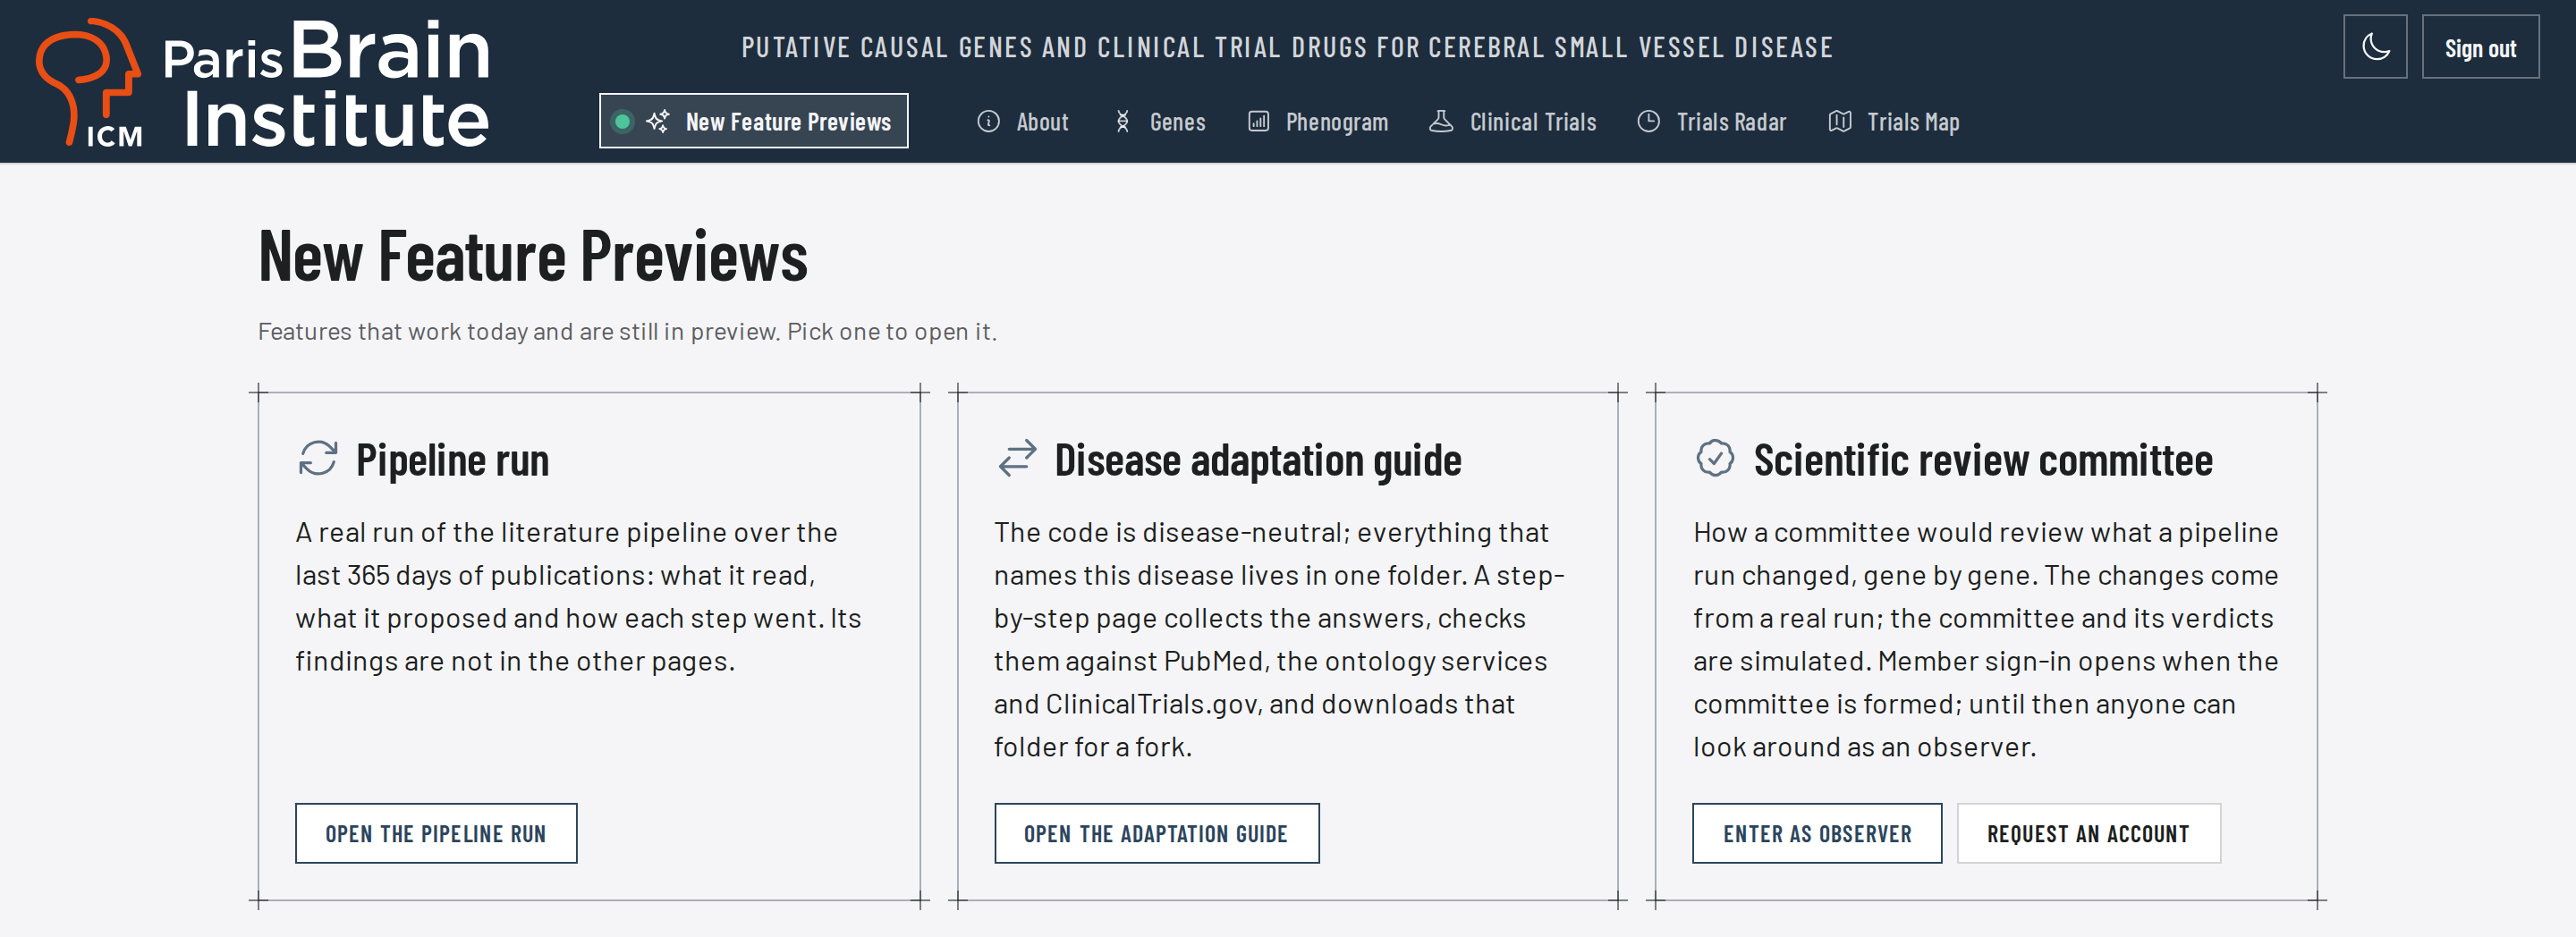 Paris Brain
Institute
ICM
PUTATIVE CAUSAL GENES AND CLINICAL TRIAL DRUGS FOR CEREBRAL SMALL VESSEL DISEASE
Sign out
New Feature Previews
About
Genes
Phenogram
Clinical Trials
Trials Radar
Trials Map
New Feature Previews
Features that work today and are still in preview. Pick one to open it.
Pipeline run
A real run of the literature pipeline over the
last 365 days of publications: what it read,
what it proposed and how each step went. Its
findings are not in the other pages.
OPEN THE PIPELINE RUN
Disease adaptation guide
The code is disease-neutral; everything that
names this disease lives in one folder. A step-
by-step page collects the answers, checks
them against PubMed, the ontology services
and ClinicalTrials.gov, and downloads that
folder for a fork.
OPEN THE ADAPTATION GUIDE
Scientific review committee
How a committee would review what a pipeline
run changed, gene by gene. The changes come
from a real run; the committee and its verdicts
are simulated. Member sign-in opens when the
committee is formed; until then anyone can
look around as an observer.
ENTER AS OBSERVER
REQUEST AN ACCOUNT